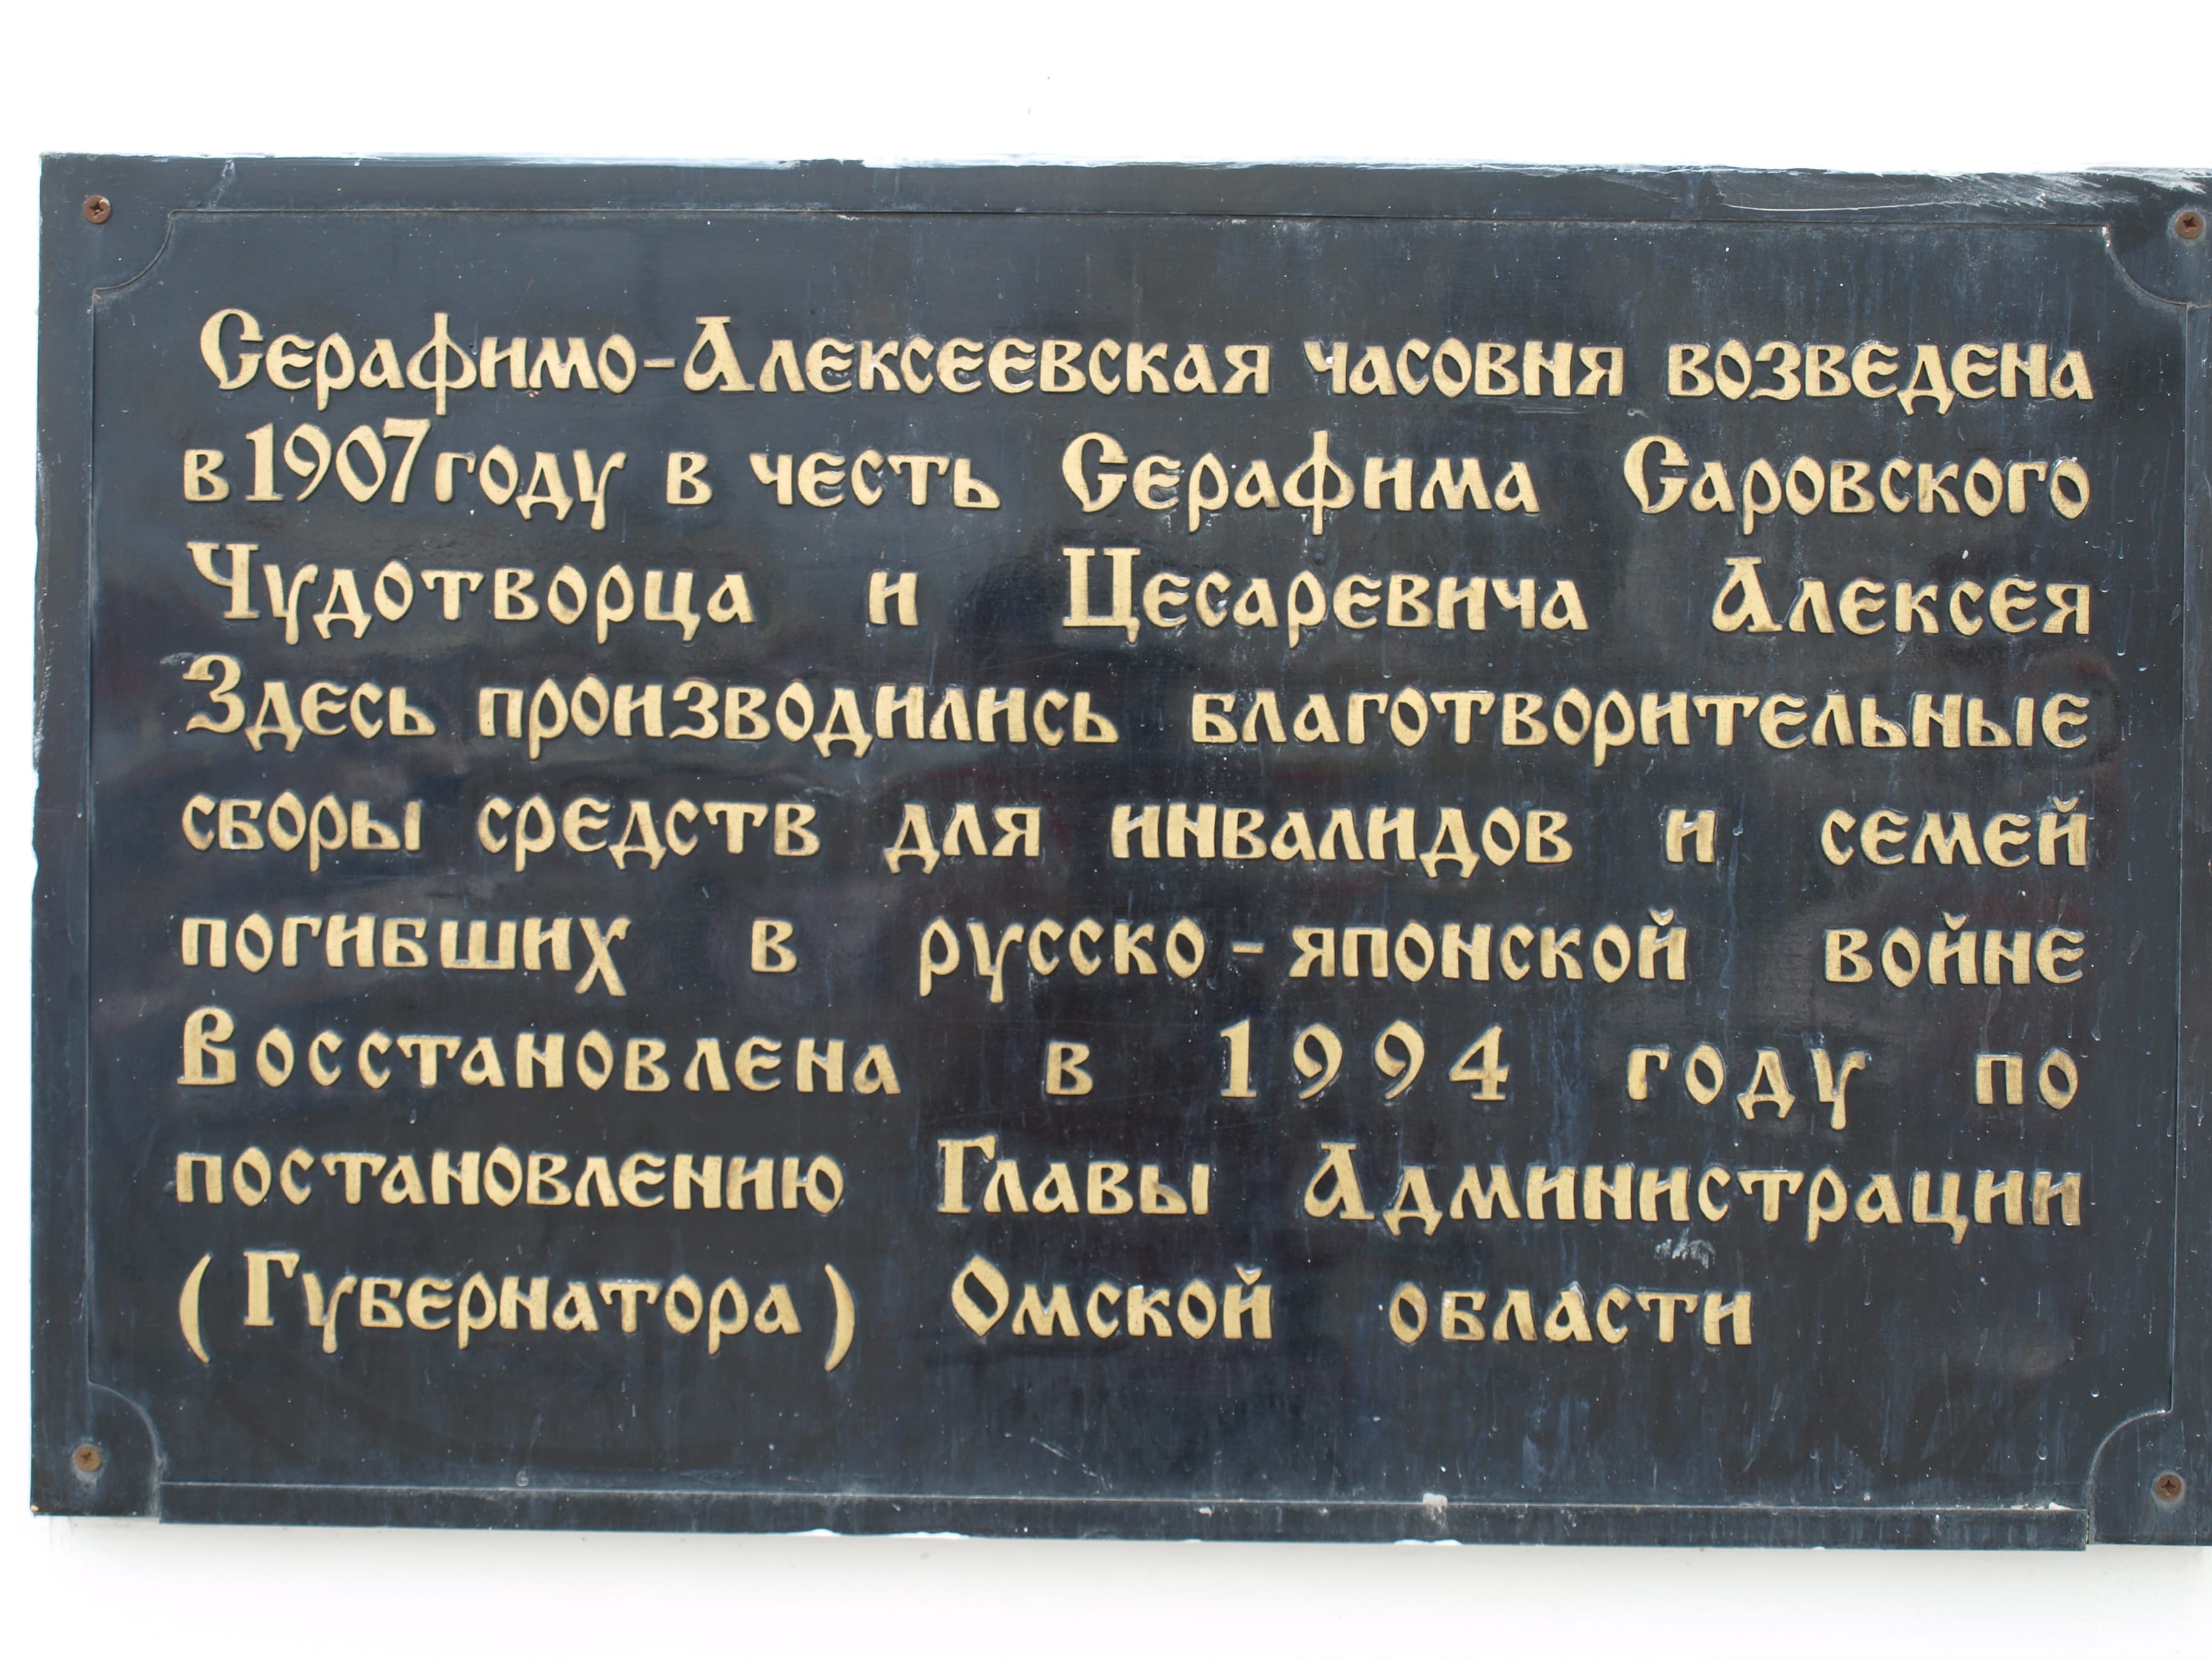 Серафимо-Алексеевская часовня возведена
в 1907 году в честь Серафима Саровского
Чудотворца и Цесаревича Алексея
Здесь производились благотворительные
сборы средств для инвалидов и семей
погибших в русско-японской войне
Восстановлена в 1994 году по
постановлению Главы Администрации
(Губернатора) Омской области